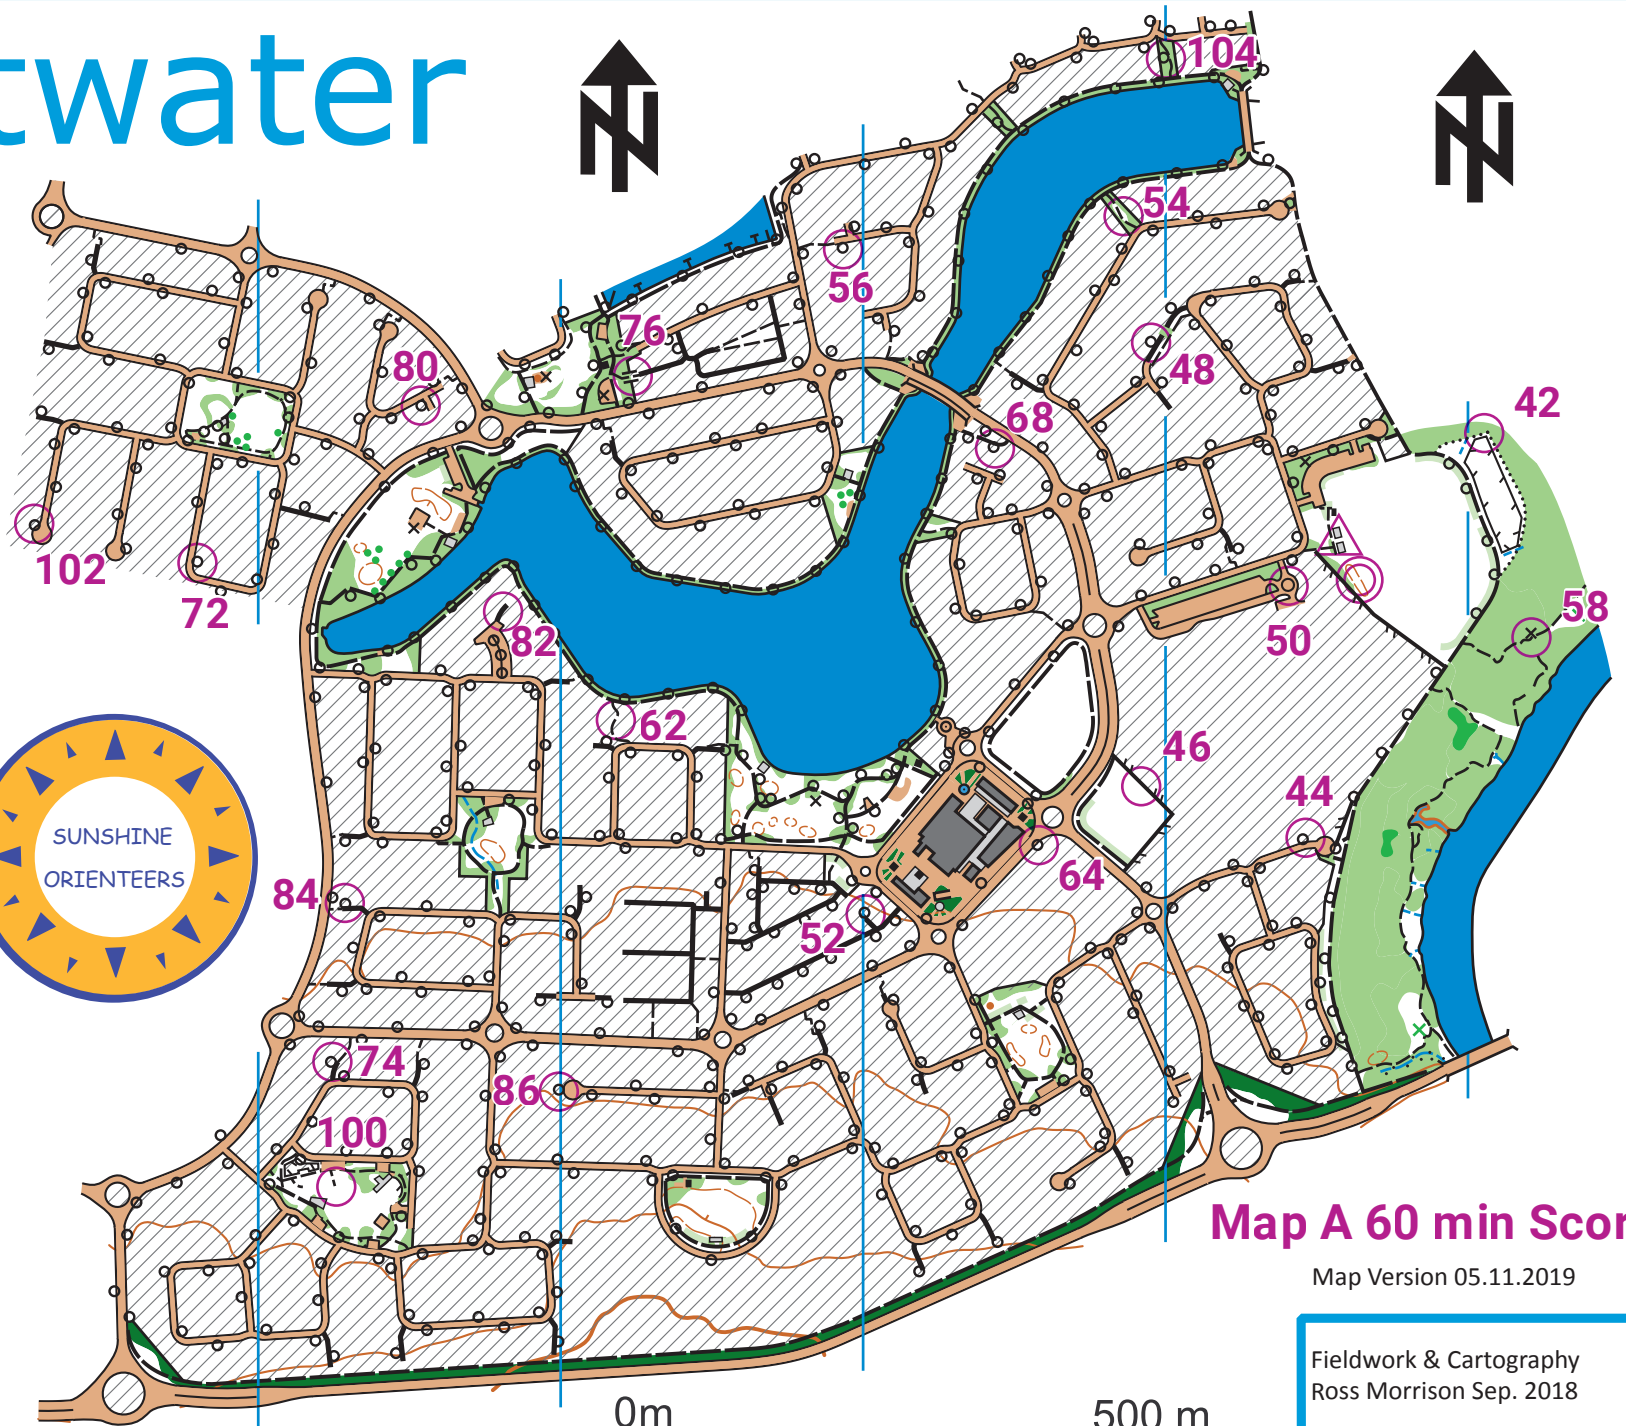 twater
104
54
56
76
80
48
42
68
102
72
50
58
82
62
46
44
SUNSHINE
ORIENTEERS
84
64
52
74
86
100
Map A 60 min Scor
Map Version 05.11.2019
Fieldwork & Cartography
Ross Morrison Sep. 2018
0m
500 m